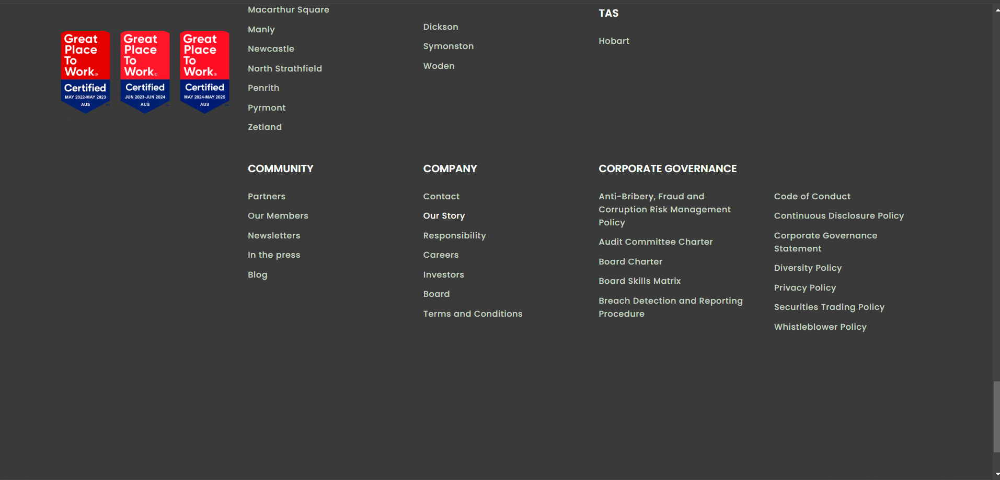 Great
Place
To
Work®
Certified
MAY 2022-MAY 2023
AUS
Great
Place
To
Work®
Certified
JUN 2023-JUN 2024
AUS
Great
Place
To
Work®
Certified
MAY 2024-MAY 2025
AUS
Macarthur Square
Manly
Newcastle
North Strathfield
Penrith
Pyrmont
Zetland
Dickson
Symonston
Woden
TAS
Hobart
COMMUNITY
Partners
Our Members
Newsletters
In the press
Blog
COMPANY
Contact
Our Story
Responsibility
Careers
Investors
Board
Terms and Conditions
CORPORATE GOVERNANCE
Anti-Bribery, Fraud and
Corruption Risk Management
Policy
Audit Committee Charter
Board Charter
Board Skills Matrix
Breach Detection and Reporting
Procedure
Code of Conduct
Continuous Disclosure Policy
Corporate Governance
Statement
Diversity Policy
Privacy Policy
Securities Trading Policy
Whistleblower Policy